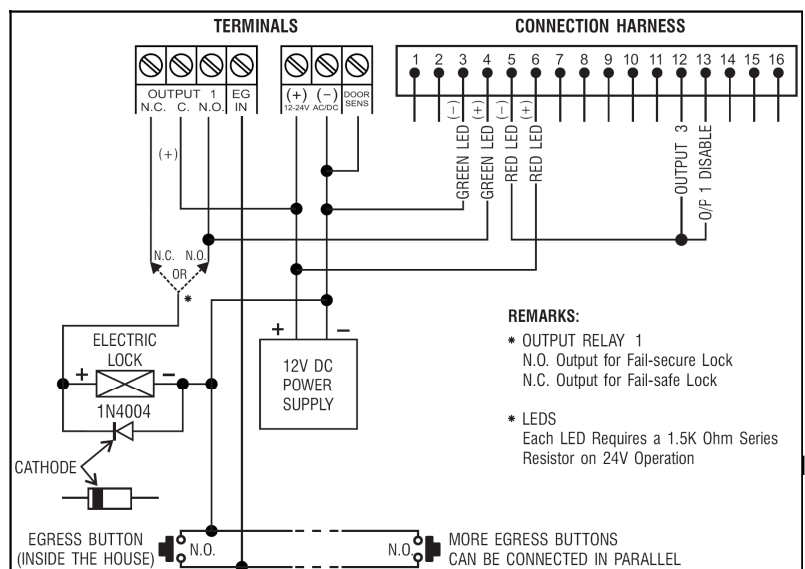 TERMINALS
CONNECTION HARNESS
1 2 3 4 5 6 7 8 9 10 11 12 13 14 15 16
OUTPUT 1
N.C. C. N.O.
EG
IN
(+) (-)
12-24V AC/DC
DOOR
SENS
(+)
(-) (+) (-) (+)
GREEN LED
GREEN LED
RED LED
RED LED
OUTPUT 3
O/P 1 DISABLE
N.C. N.O.
OR
*
+ -
ELECTRIC
LOCK
+ -
1N4004
CATHODE
12V DC
POWER
SUPPLY
REMARKS:
* OUTPUT RELAY 1
N.O. Output for Fail-secure Lock
N.C. Output for Fail-safe Lock
* LEDS
Each LED Requires a 1.5K Ohm Series
Resistor on 24V Operation
EGRESS BUTTON
(INSIDE THE HOUSE)
N.O.
N.O.
MORE EGRESS BUTTONS
CAN BE CONNECTED IN PARALLEL